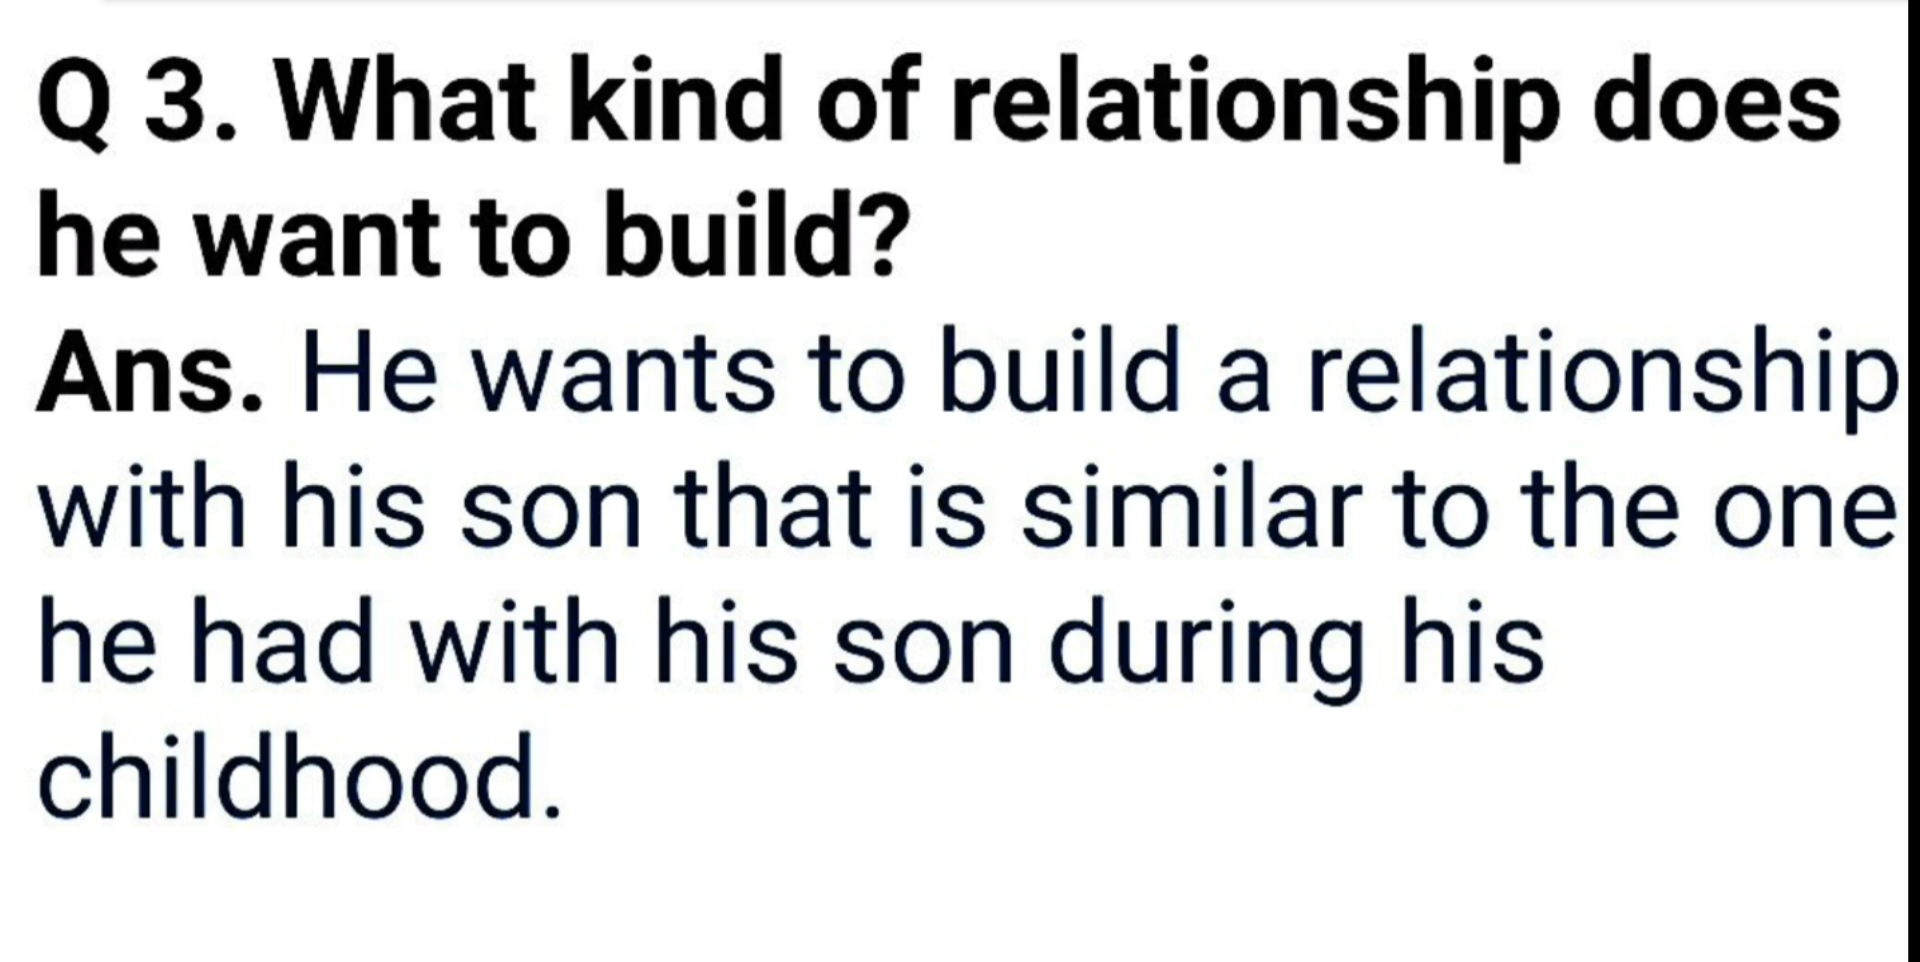 Q 3. What kind of relationship does
he want to build?
Ans. He wants to build a relationship
with his son that is similar to the one
he had with his son during his
childhood.